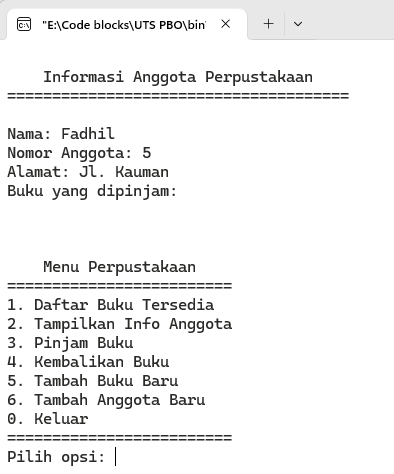 "E:\Code blocks\UTS PBO\bin
Informasi Anggota Perpustakaan
======================================
Nama: Fadhil
Nomor Anggota: 5
Alamat: Jl. Kauman
Buku yang dipinjam:
Menu Perpustakaan
=========================
1. Daftar Buku Tersedia
2. Tampilkan Info Anggota
3. Pinjam Buku
4. Kembalikan Buku
5. Tambah Buku Baru
6. Tambah Anggota Baru
0. Keluar
=========================
Pilih opsi: